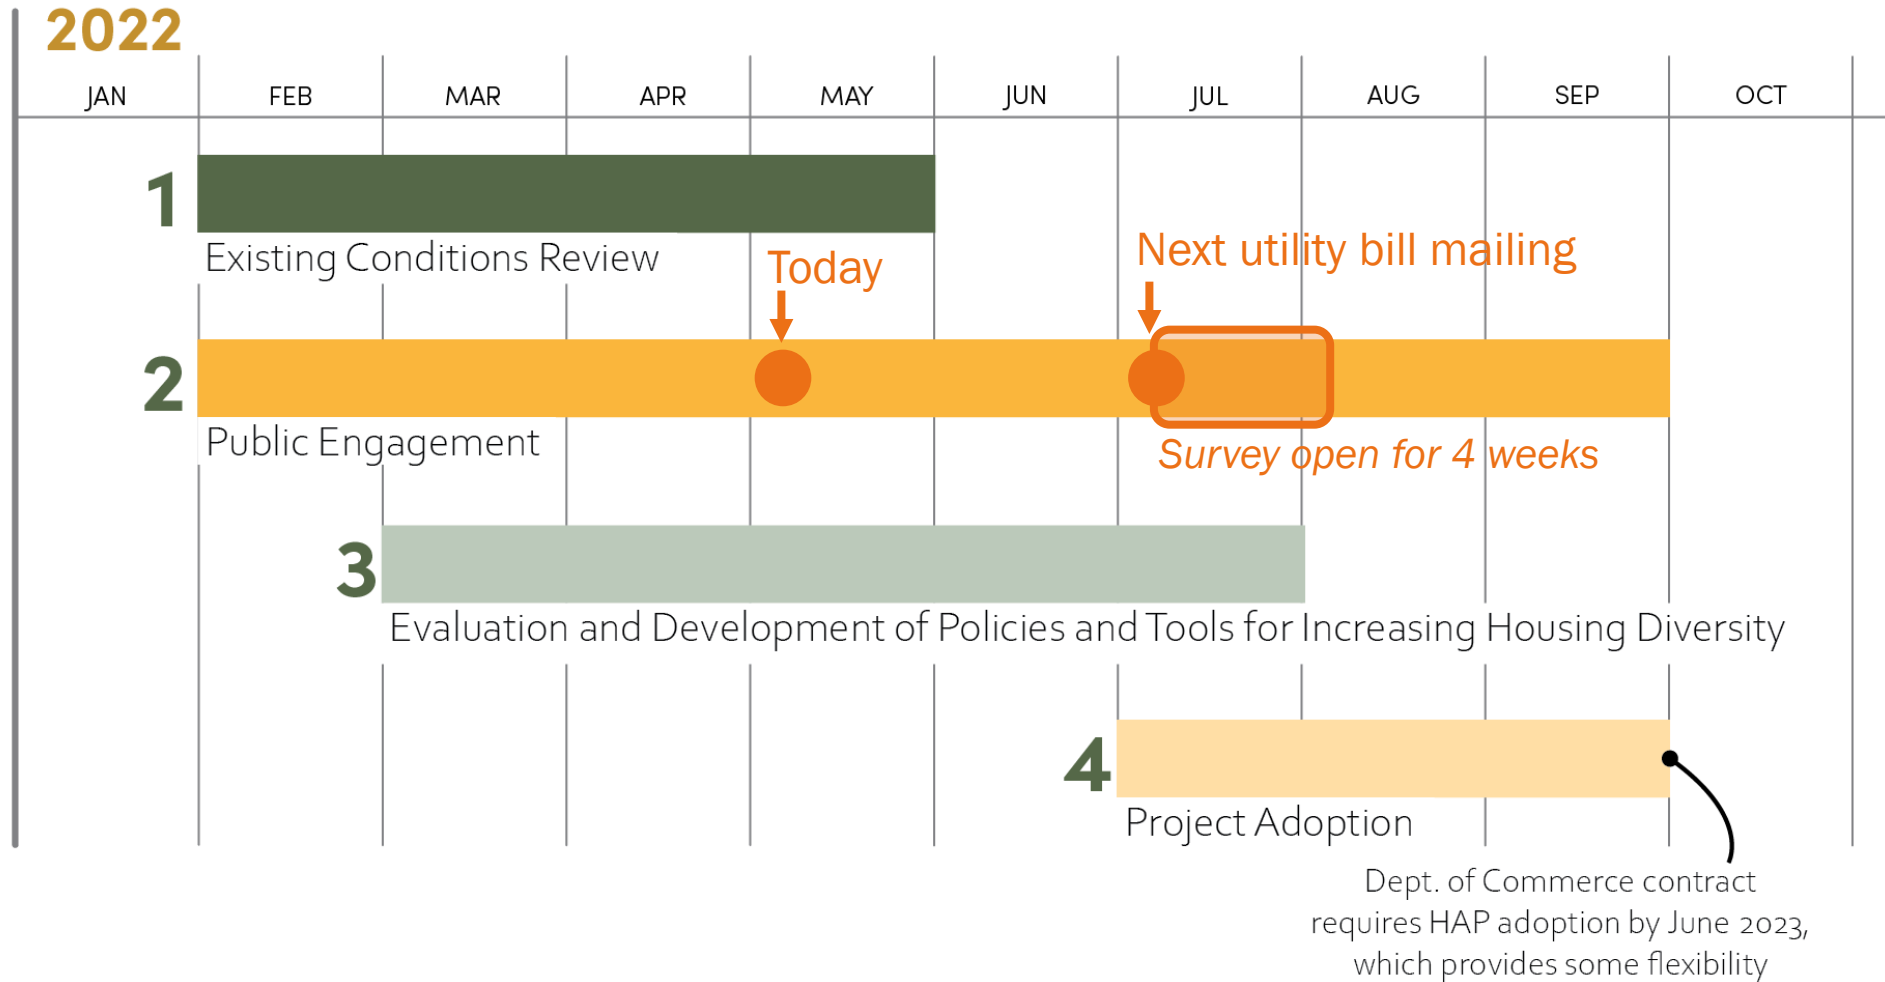 2022
JAN FEB MAR APR MAY JUN JUL AUG SEP OCT
1
Existing Conditions Review
Today
Next utility bill mailing
2
Public Engagement
Survey open for 4 weeks
3
Evaluation and Development of Policies and Tools for Increasing Housing Diversity
4
Project Adoption
Dept. of Commerce contract
requires HAP adoption by June 2023,
which provides some flexibility